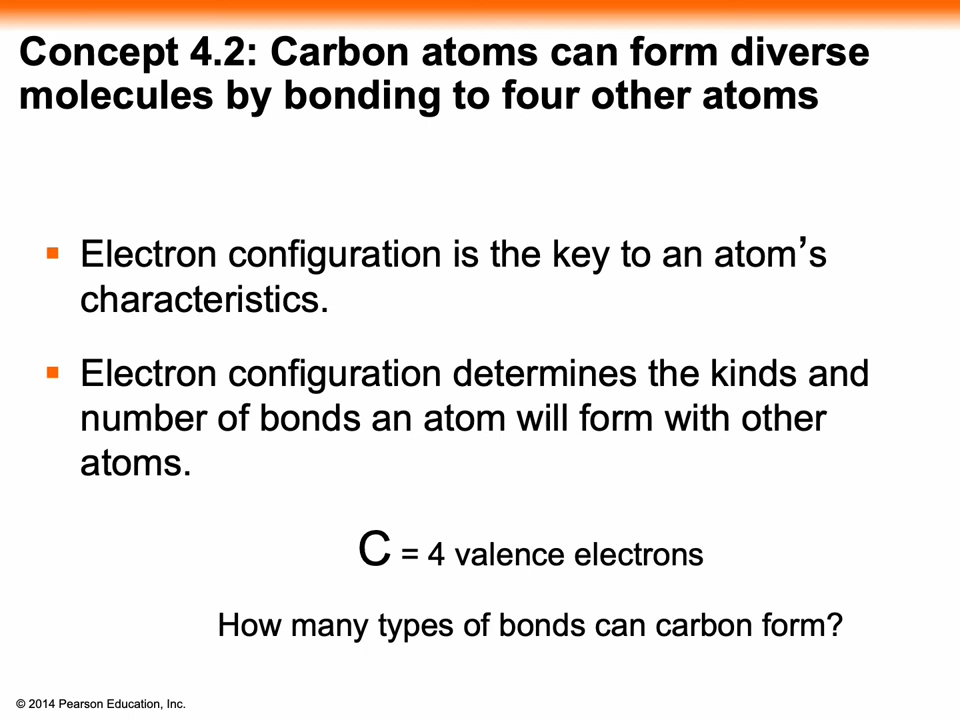 Concept 4.2: Carbon atoms can form diverse
molecules by bonding to four other atoms
▪ Electron configuration is the key to an atom’s
characteristics.
▪ Electron configuration determines the kinds and
number of bonds an atom will form with other
atoms.
C = 4 valence electrons
How many types of bonds can carbon form?
© 2014 Pearson Education, Inc.